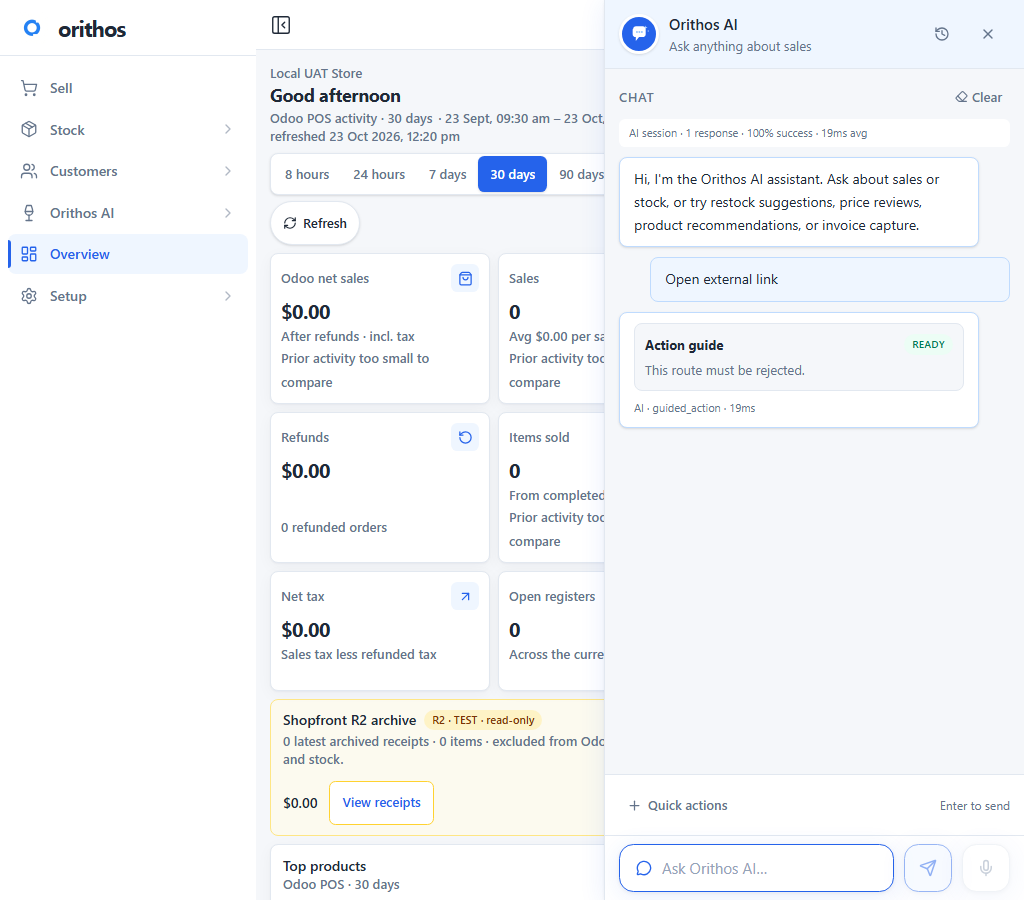 orithos
Sell
Stock
Customers
Orithos AI
Overview
Setup
Local UAT Store
Good afternoon
Odoo POS activity · 30 days · 23 Sept, 09:30 am – 23 Oct,
refreshed 23 Oct 2026, 12:20 pm
8 hours
24 hours
7 days
30 days
90 days
Refresh
Odoo net sales
$0.00
After refunds · incl. tax
Prior activity too small to
compare
Sales
0
Avg $0.00 per sa
Prior activity too
compare
Refunds
$0.00
0 refunded orders
Items sold
0
From completed
Prior activity too
compare
Net tax
$0.00
Sales tax less refunded tax
Open registers
0
Across the curre
Shopfront R2 archive
R2 · TEST · read-only
0 latest archived receipts · 0 items · excluded from Odo
and stock.
$0.00
View receipts
Top products
Odoo POS · 30 days
Orithos AI
Ask anything about sales
CHAT
Clear
AI session · 1 response · 100% success · 19ms avg
Hi, I'm the Orithos AI assistant. Ask about sales or
stock, or try restock suggestions, price reviews,
product recommendations, or invoice capture.
Open external link
Action guide
READY
This route must be rejected.
AI · guided_action · 19ms
Quick actions
Enter to send
Ask Orithos AI...